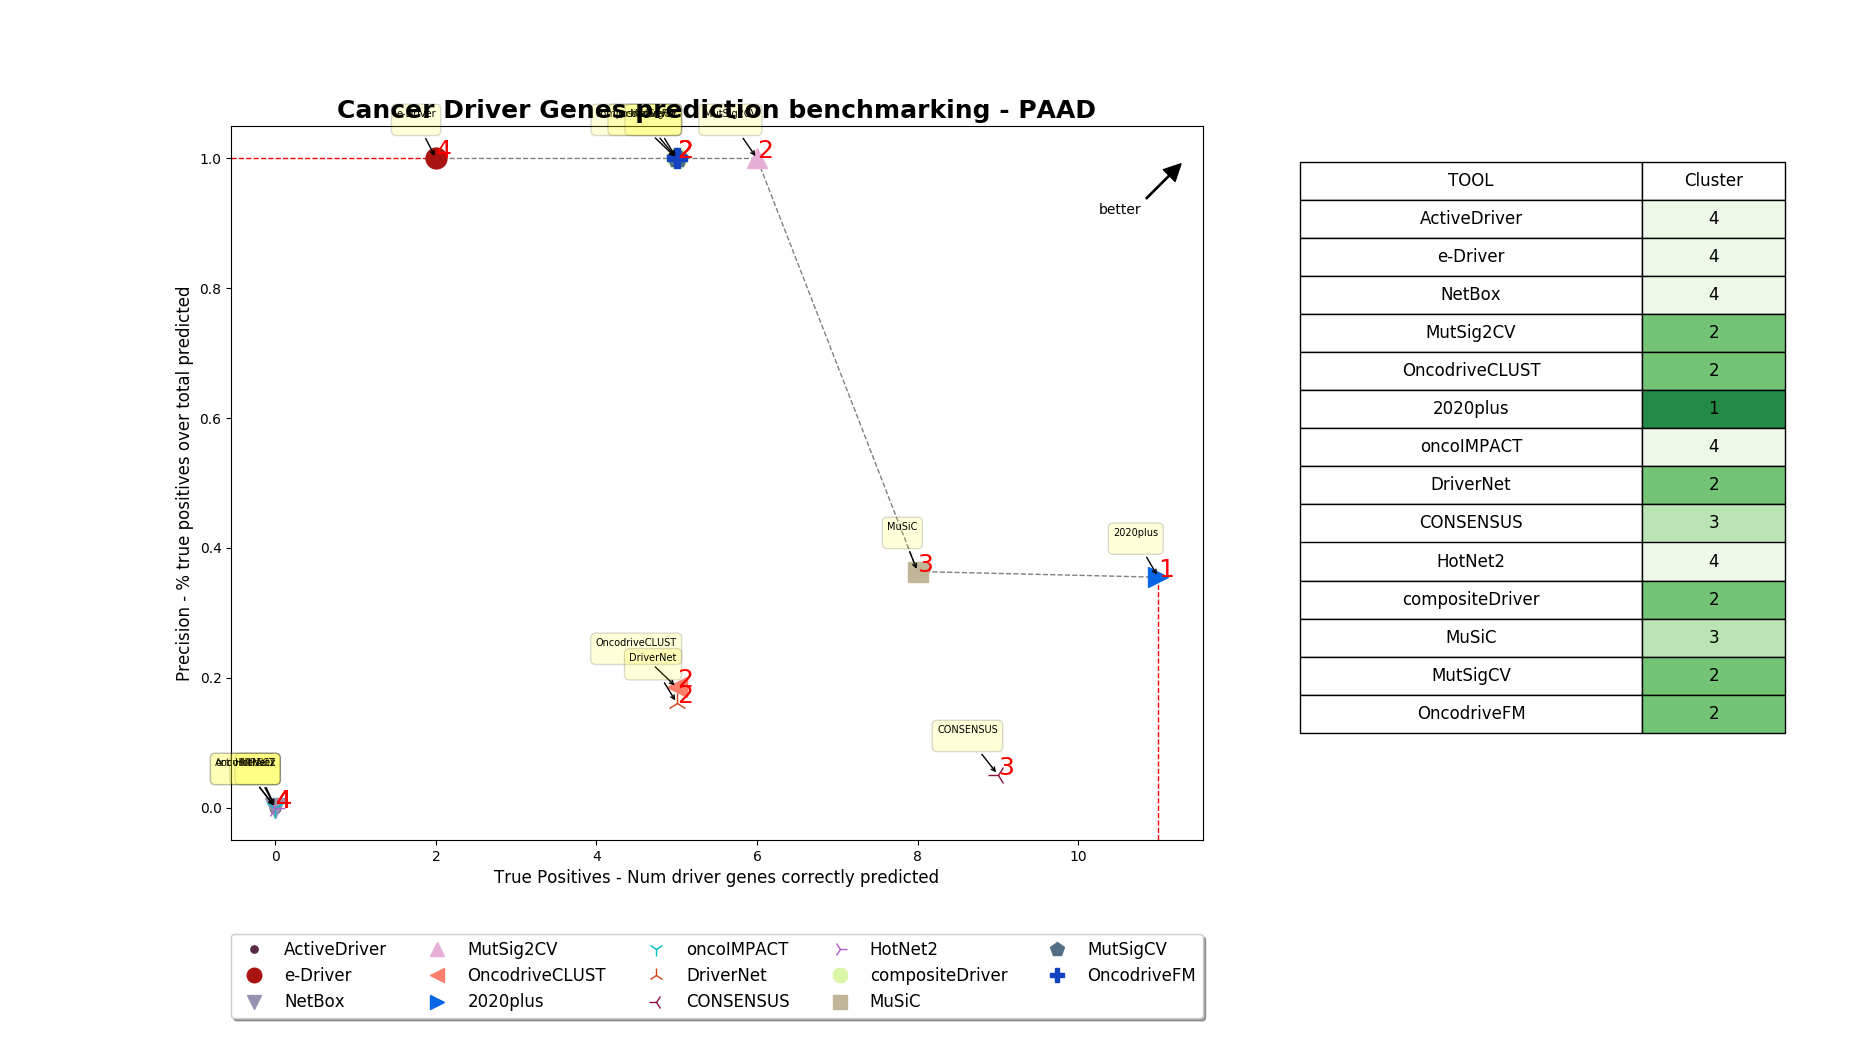 Cancer Driver Genes prediction benchmarking - PAAD
e-Driver
MutSig2CV
4
2
2
better
MuSiC
3
2020plus
1
OncodriveCLUST
DriverNet
2
2
CONSENSUS
3
HotNet2
4
Precision - % true positives over total predicted
1.0
0.8
0.6
0.4
0.2
0.0
0 2 4 6 8 10
True Positives - Num driver genes correctly predicted
TOOL Cluster
ActiveDriver 4
e-Driver 4
NetBox 4
MutSig2CV 2
OncodriveCLUST 2
2020plus 1
oncoIMPACT 4
DriverNet 2
CONSENSUS 3
HotNet2 4
compositeDriver 2
MuSiC 3
MutSigCV 2
OncodriveFM 2
ActiveDriver MutSig2CV oncoIMPACT HotNet2 MutSigCV
e-Driver OncodriveCLUST DriverNet compositeDriver OncodriveFM
NetBox 2020plus CONSENSUS MuSiC